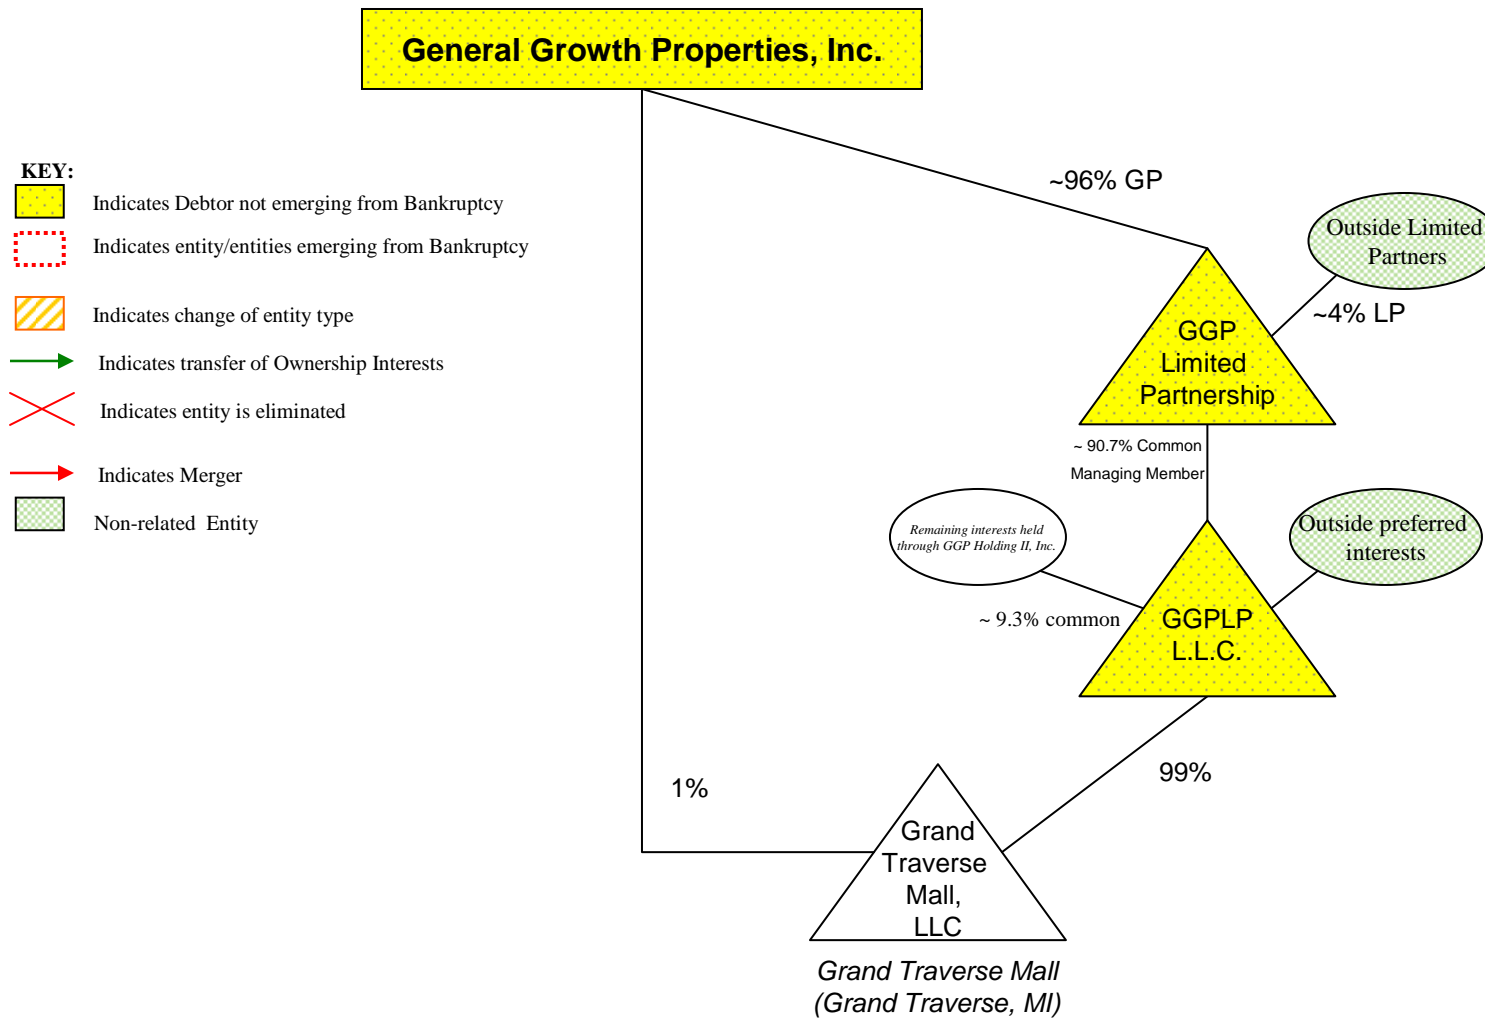 General Growth Properties, Inc.
KEY:
Indicates Debtor not emerging from Bankruptcy
Indicates entity/entities emerging from Bankruptcy
Indicates change of entity type
Indicates transfer of Ownership Interests
Indicates entity is eliminated
Indicates Merger
Non-related Entity
~96% GP
Outside Limited
Partners
~4% LP
GGP
Limited
Partnership
~ 90.7% Common
Managing Member
Remaining interests held
through GGP Holding II, Inc.
Outside preferred
interests
~ 9.3% common
GGPLP
L.L.C.
1%
99%
Grand
Traverse
Mall,
LLC
Grand Traverse Mall
(Grand Traverse, MI)